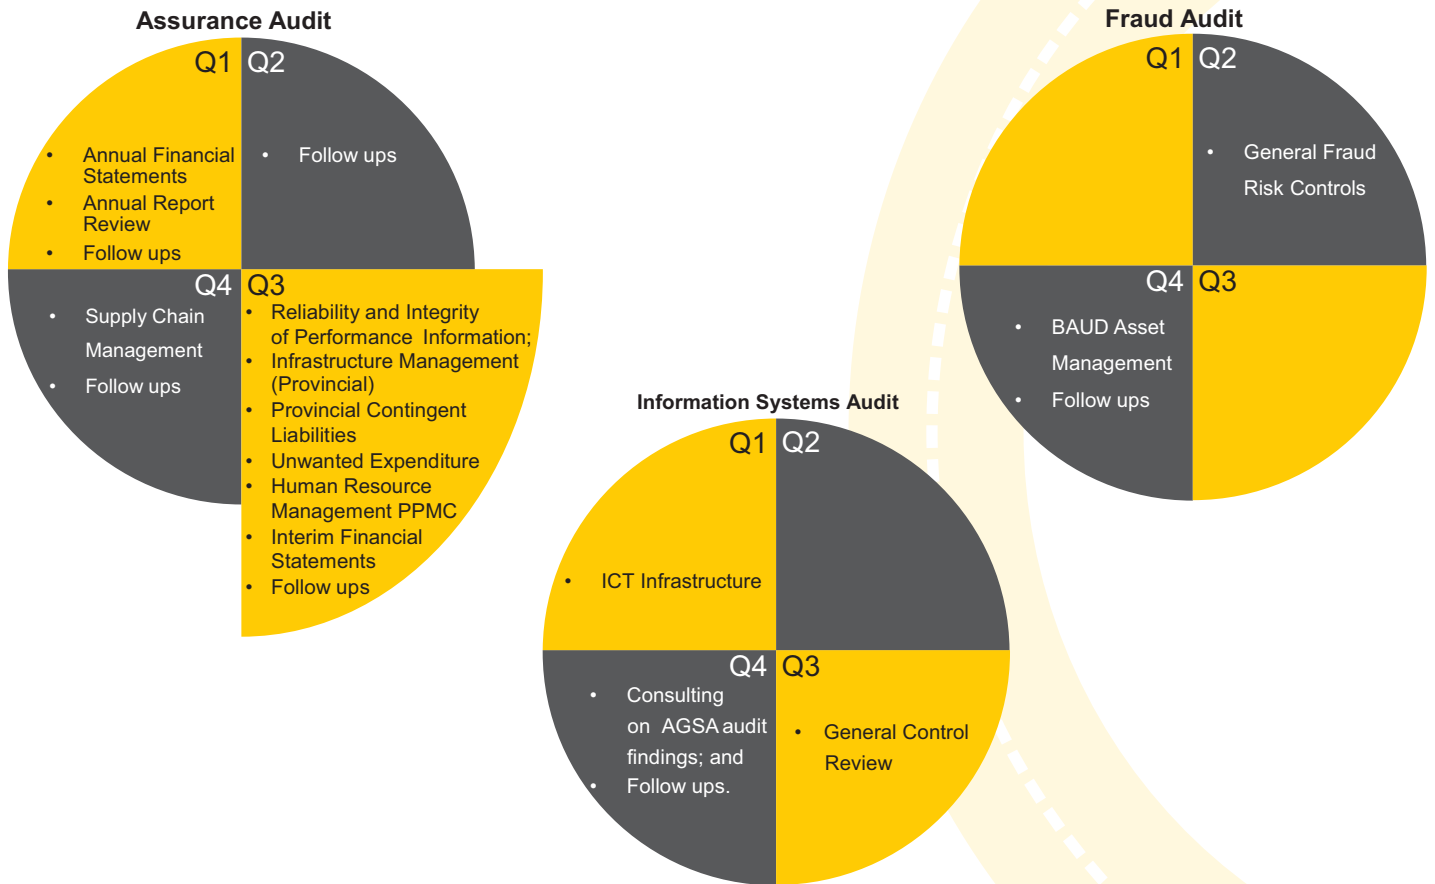 Assurance Audit
Q1
Q2
• Annual Financial
Statements
• Annual Report
Review
• Follow ups
• Follow ups
Q4
Q3
• Supply Chain
Management
• Follow ups
• Reliability and Integrity
of Performance Information;
• Infrastructure Management
(Provincial)
• Provincial Contingent
Liabilities
• Unwanted Expenditure
• Human Resource
Management PPMC
• Interim Financial
Statements
• Follow ups
Information Systems Audit
Q1
Q2
• ICT Infrastructure
Q4
Q3
• Consulting
on AGSA audit
findings; and
• Follow ups.
• General Control
Review
Fraud Audit
Q1
Q2
• General Fraud
Risk Controls
Q4
Q3
• BAUD Asset
Management
• Follow ups